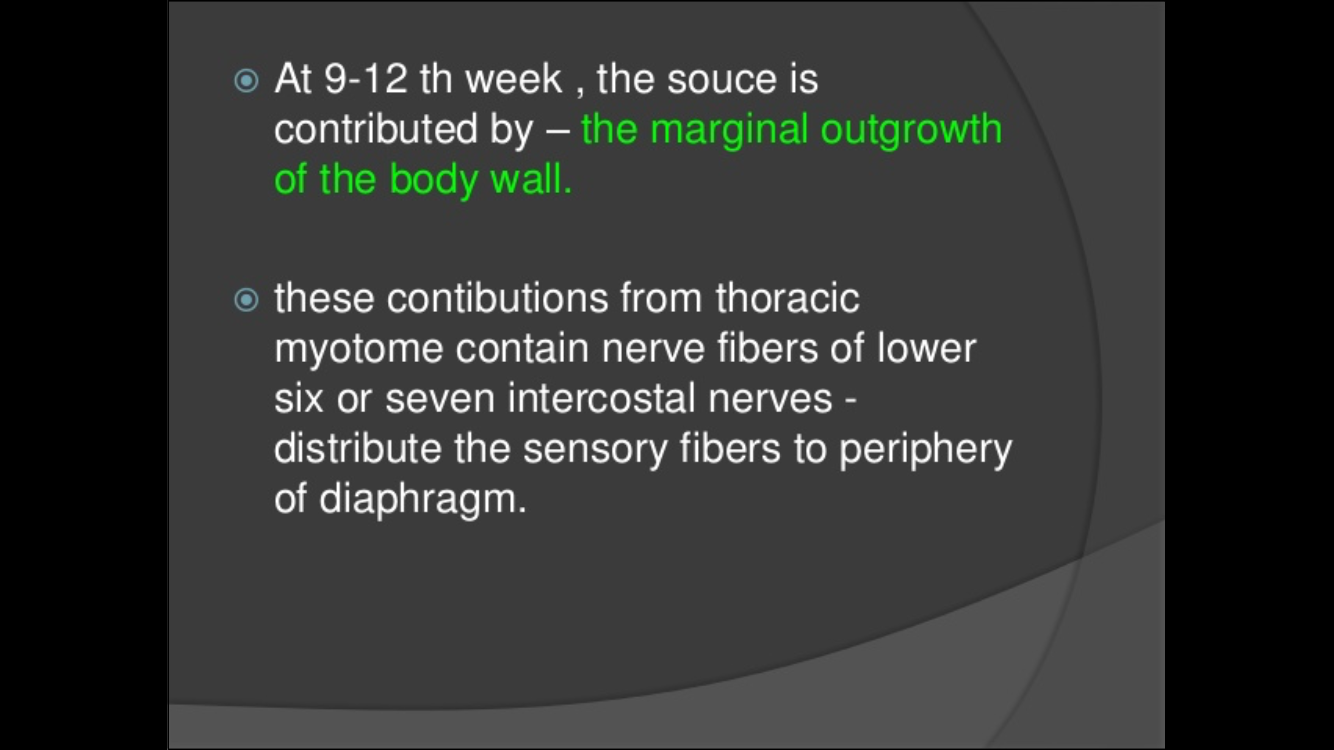 At 9-12 th week , the souce is
contributed by – the marginal outgrowth
of the body wall.
these contibutions from thoracic
myotome contain nerve fibers of lower
six or seven intercostal nerves -
distribute the sensory fibers to periphery
of diaphragm.